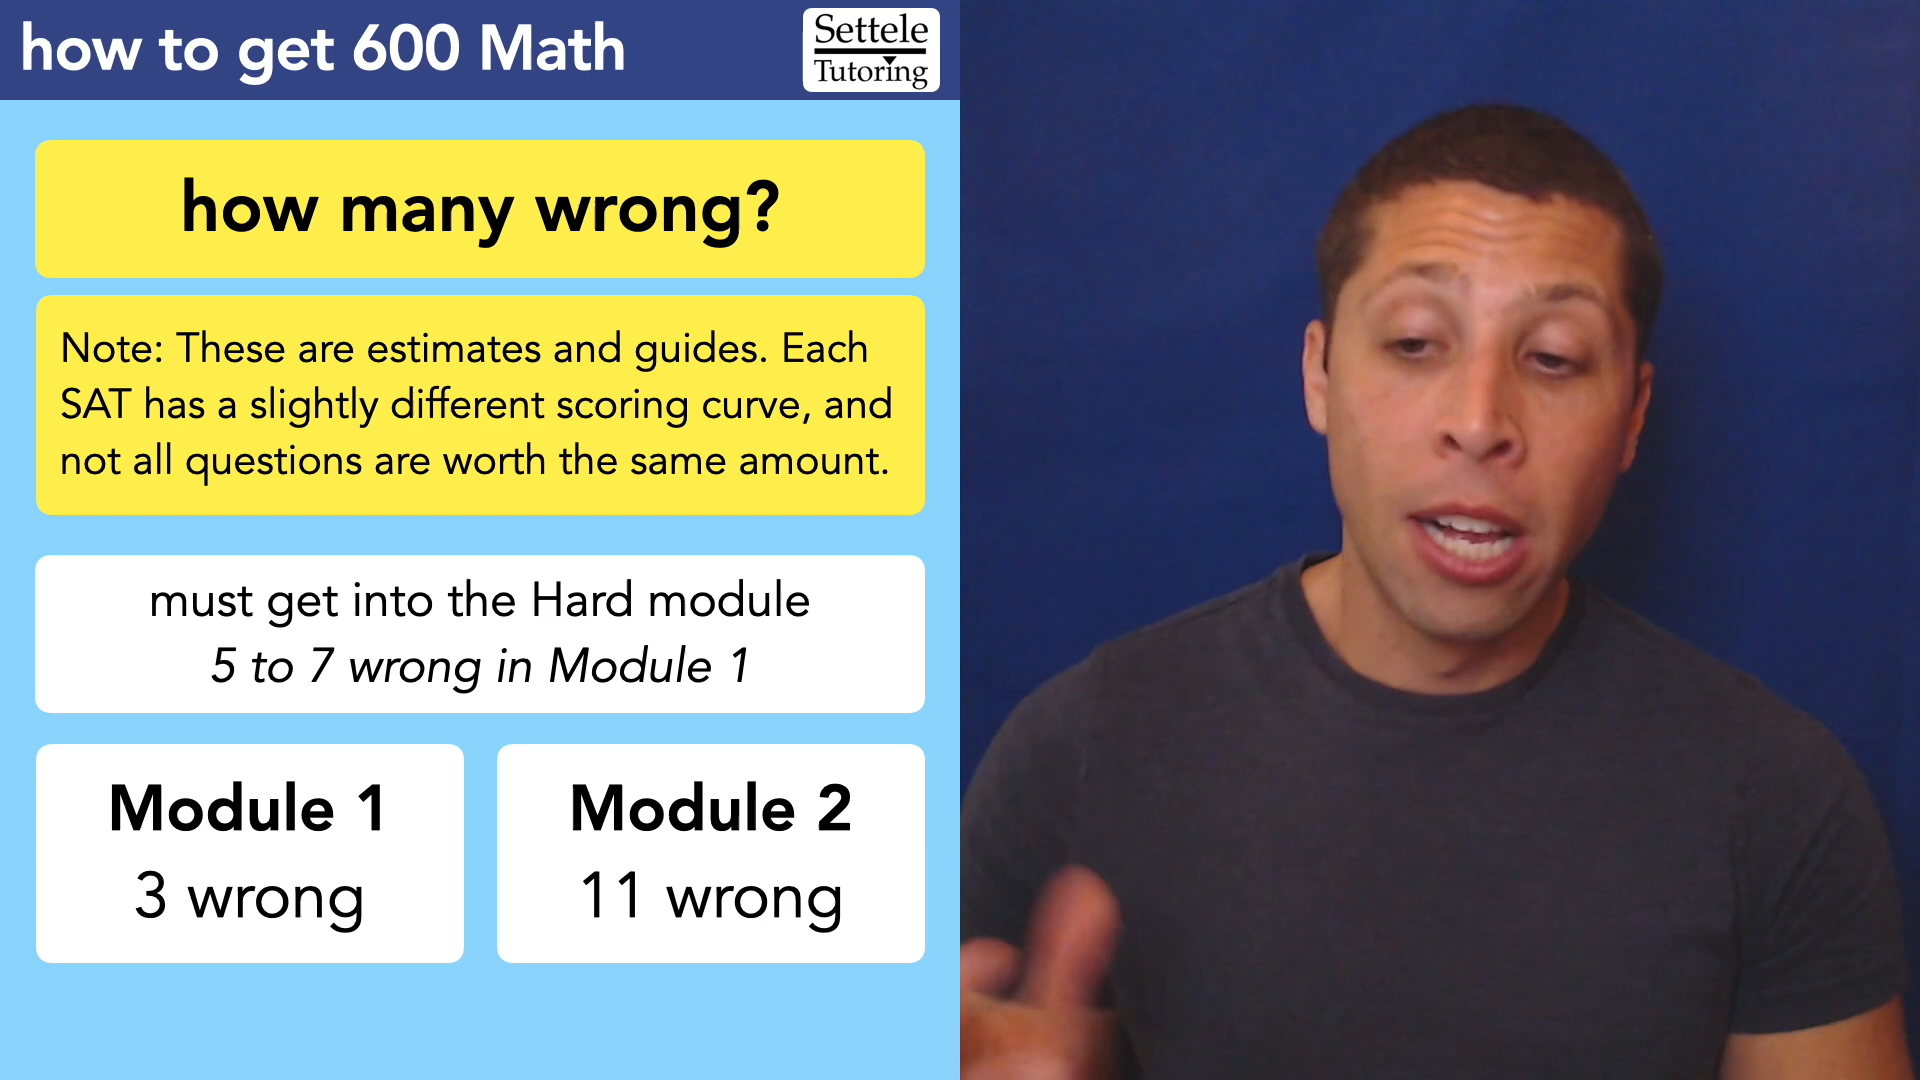 how to get 600 Math
Settele
Tutoring
how many wrong?
Note: These are estimates and guides. Each
SAT has a slightly different scoring curve, and
not all questions are worth the same amount.
must get into the Hard module
5 to 7 wrong in Module 1
Module 1
3 wrong
Module 2
11 wrong